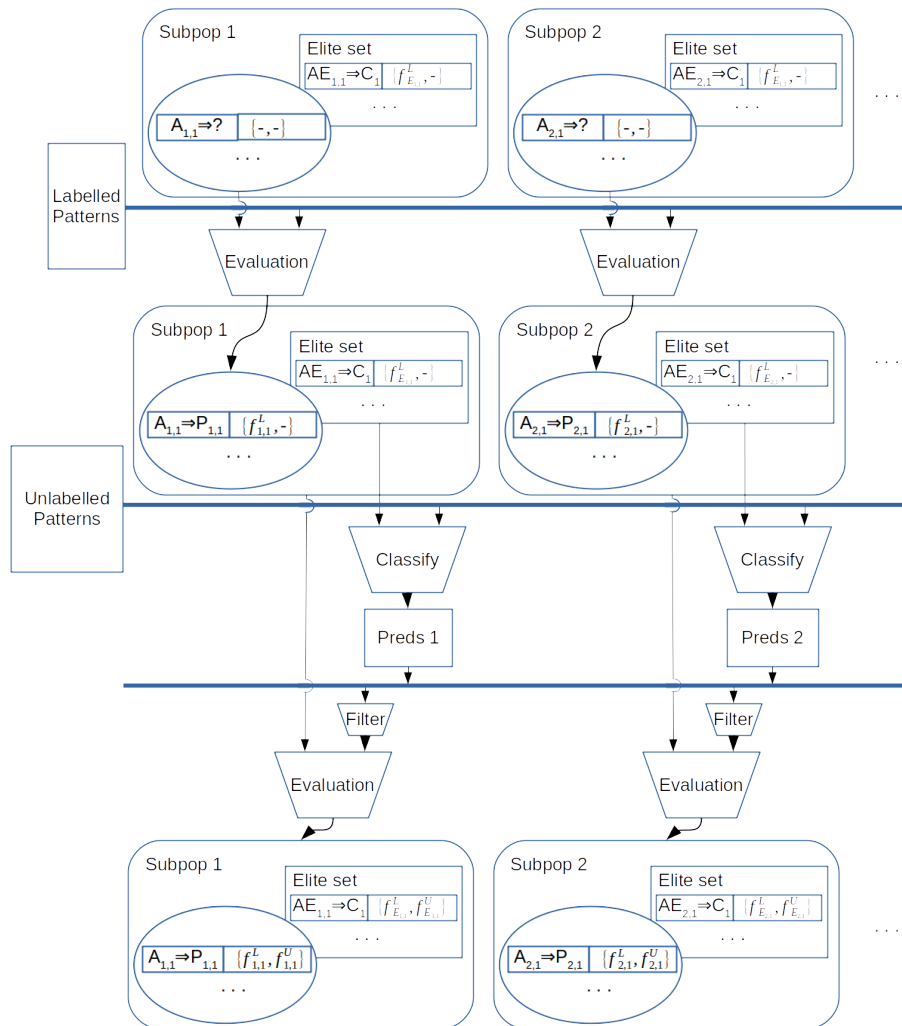 Subpop 1
Elite set
AE₁,₁⇒C₁ {f^L_E₁,₁,-}
. . .
A₁,₁⇒? {-,-}
. . .
Subpop 2
Elite set
AE₂,₁⇒C₁ {f^L_E₂,₁,-}
. . .
A₂,₁⇒? {-,-}
. . .
. . .
Labelled
Patterns
Evaluation
Evaluation
Subpop 1
Elite set
AE₁,₁⇒C₁ {f^L_E₁,₁,-}
. . .
A₁,₁⇒P₁,₁ {f^L_1,1,-}
. . .
Subpop 2
Elite set
AE₂,₁⇒C₁ {f^L_E₂,₁,-}
. . .
A₂,₁⇒P₂,₁ {f^L_2,1,-}
. . .
. . .
Unlabelled
Patterns
Classify
Classify
Preds 1
Preds 2
Filter
Filter
Evaluation
Evaluation
Subpop 1
Elite set
AE₁,₁⇒C₁ {f^L_E₁,₁,f^U_E₁,₁}
. . .
A₁,₁⇒P₁,₁ {f^L_1,1,f^U_1,1}
. . .
Subpop 2
Elite set
AE₂,₁⇒C₁ {f^L_E₂,₁,f^U_E₂,₁}
. . .
A₂,₁⇒P₂,₁ {f^L_2,1,f^U_2,1}
. . .
. . .